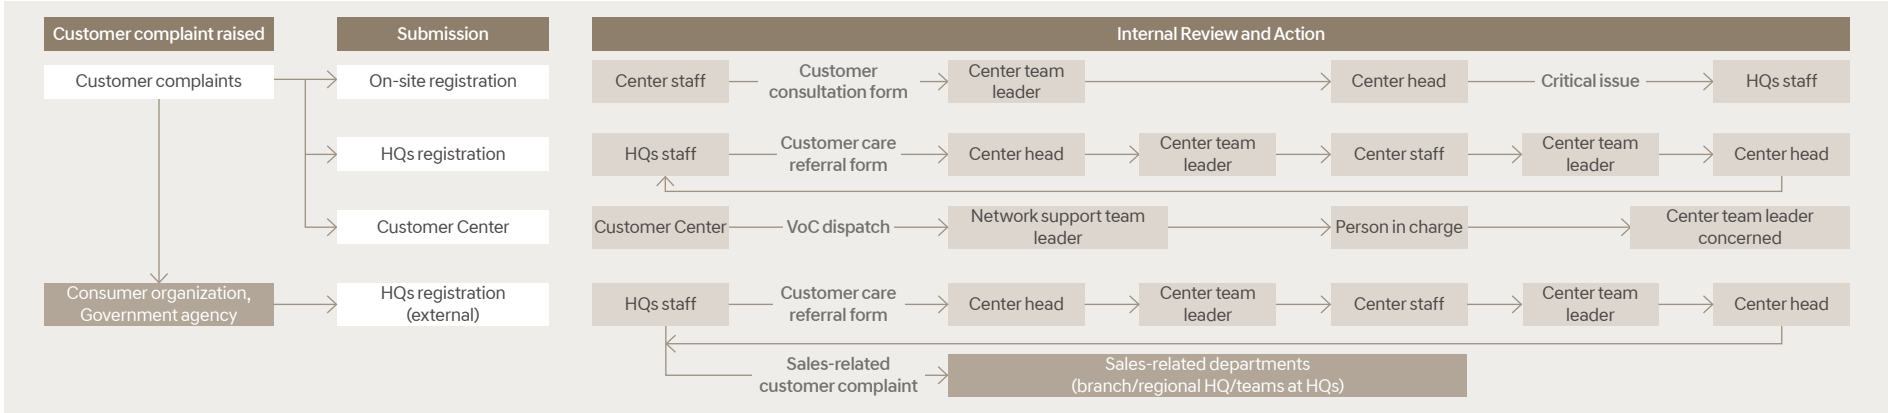 Customer complaint raised
Submission
Internal Review and Action
Customer complaints
On-site registration
Center staff
Customer
consultation form
Center team
leader
Center head
Critical issue
HQs staff
HQs registration
HQs staff
Customer care
referral form
Center head
Center team
leader
Center staff
Center team
leader
Center head
Customer Center
Customer Center
VoC dispatch
Network support team
leader
Person in charge
Center team leader
concerned
Consumer organization,
Government agency
HQs registration
(external)
HQs staff
Customer care
referral form
Center head
Center team
leader
Center staff
Center team
leader
Center head
Sales-related
customer complaint
Sales-related departments
(branch/regional HQ/teams at HQs)